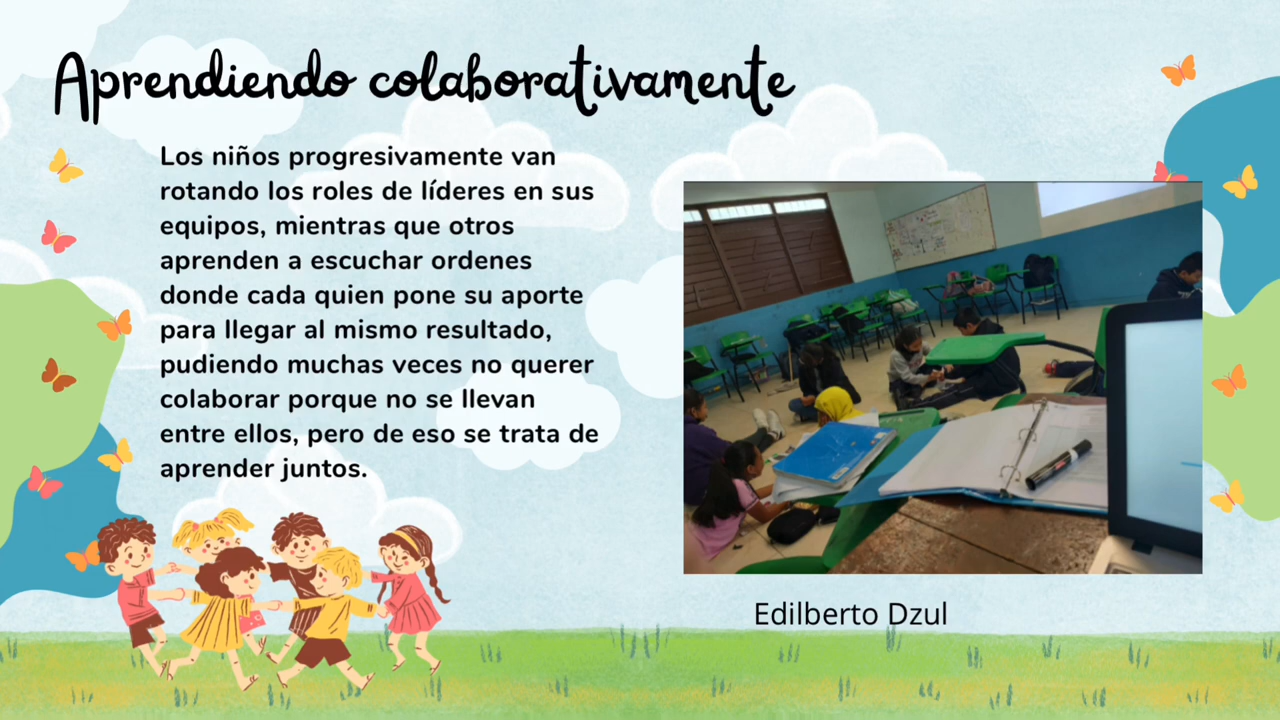 Aprendiendo colaborativamente
Los niños progresivamente van
rotando los roles de líderes en sus
equipos, mientras que otros
aprenden a escuchar ordenes
donde cada quien pone su aporte
para llegar al mismo resultado,
pudiendo muchas veces no querer
colaborar porque no se llevan
entre ellos, pero de eso se trata de
aprender juntos.
Edilberto Dzul